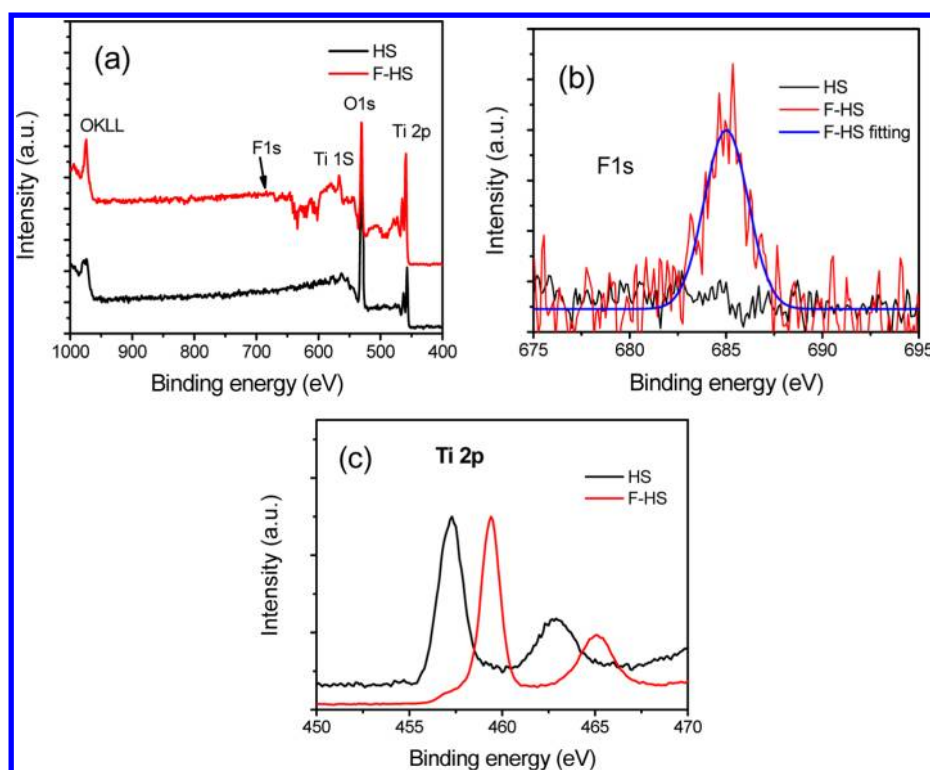 (a)
HS
F-HS
OKLL
F1s
Ti 1S
O1s
Ti 2p
Intensity (a.u.)
1000 900 800 700 600 500 400
Binding energy (eV)
(b)
HS
F-HS
F-HS fitting
F1s
Intensity (a.u.)
675 680 685 690 695
Binding energy (eV)
(c)
Ti 2p
HS
F-HS
Intensity (a.u.)
450 455 460 465 470
Binding energy (eV)